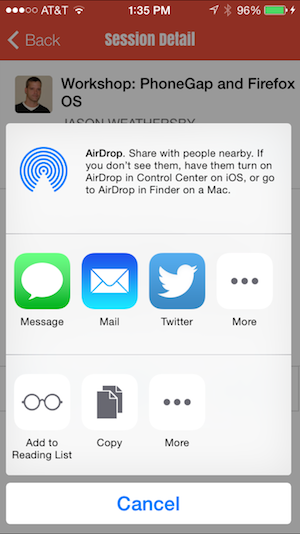 AT&T 1:35 PM 96%
Back Session Detail
Workshop: PhoneGap and Firefox
OS
JASON WEATHERSBY
AirDrop. Share with people nearby. If
you don't see them, have them turn on
AirDrop in Control Center on iOS, or go
to AirDrop in Finder on a Mac.
Message Mail Twitter More
Add to
Reading List Copy More
Cancel